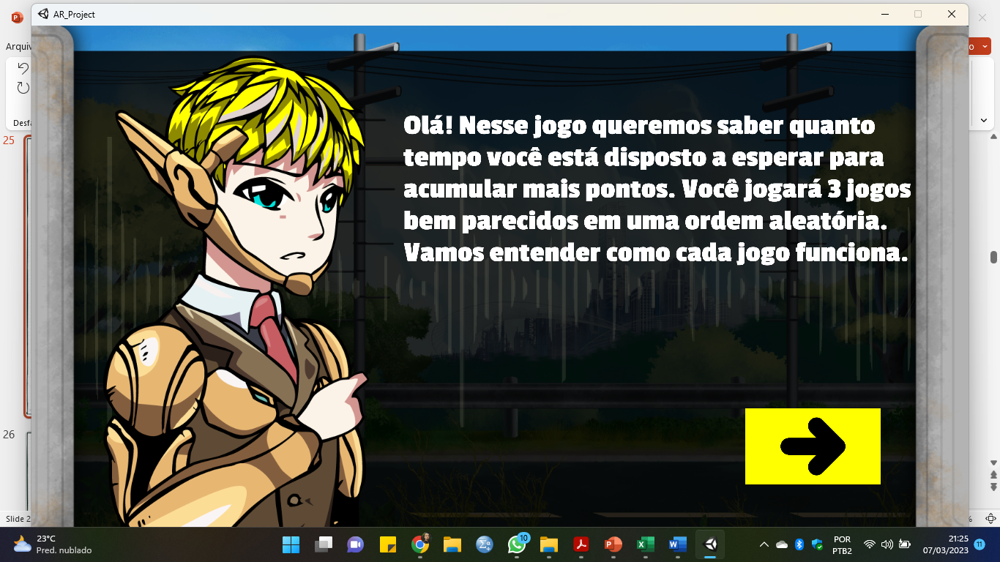 AR_Project
Arquiv
o
Desfa
25
Olá! Nesse jogo queremos saber quanto
tempo você está disposto a esperar para
acumular mais pontos. Você jogará 3 jogos
bem parecidos em uma ordem aleatória.
Vamos entender como cada jogo funciona.
26
Slide 2
%
23°C
Pred. nublado
10
POR
PTB2
21:25
07/03/2023
11